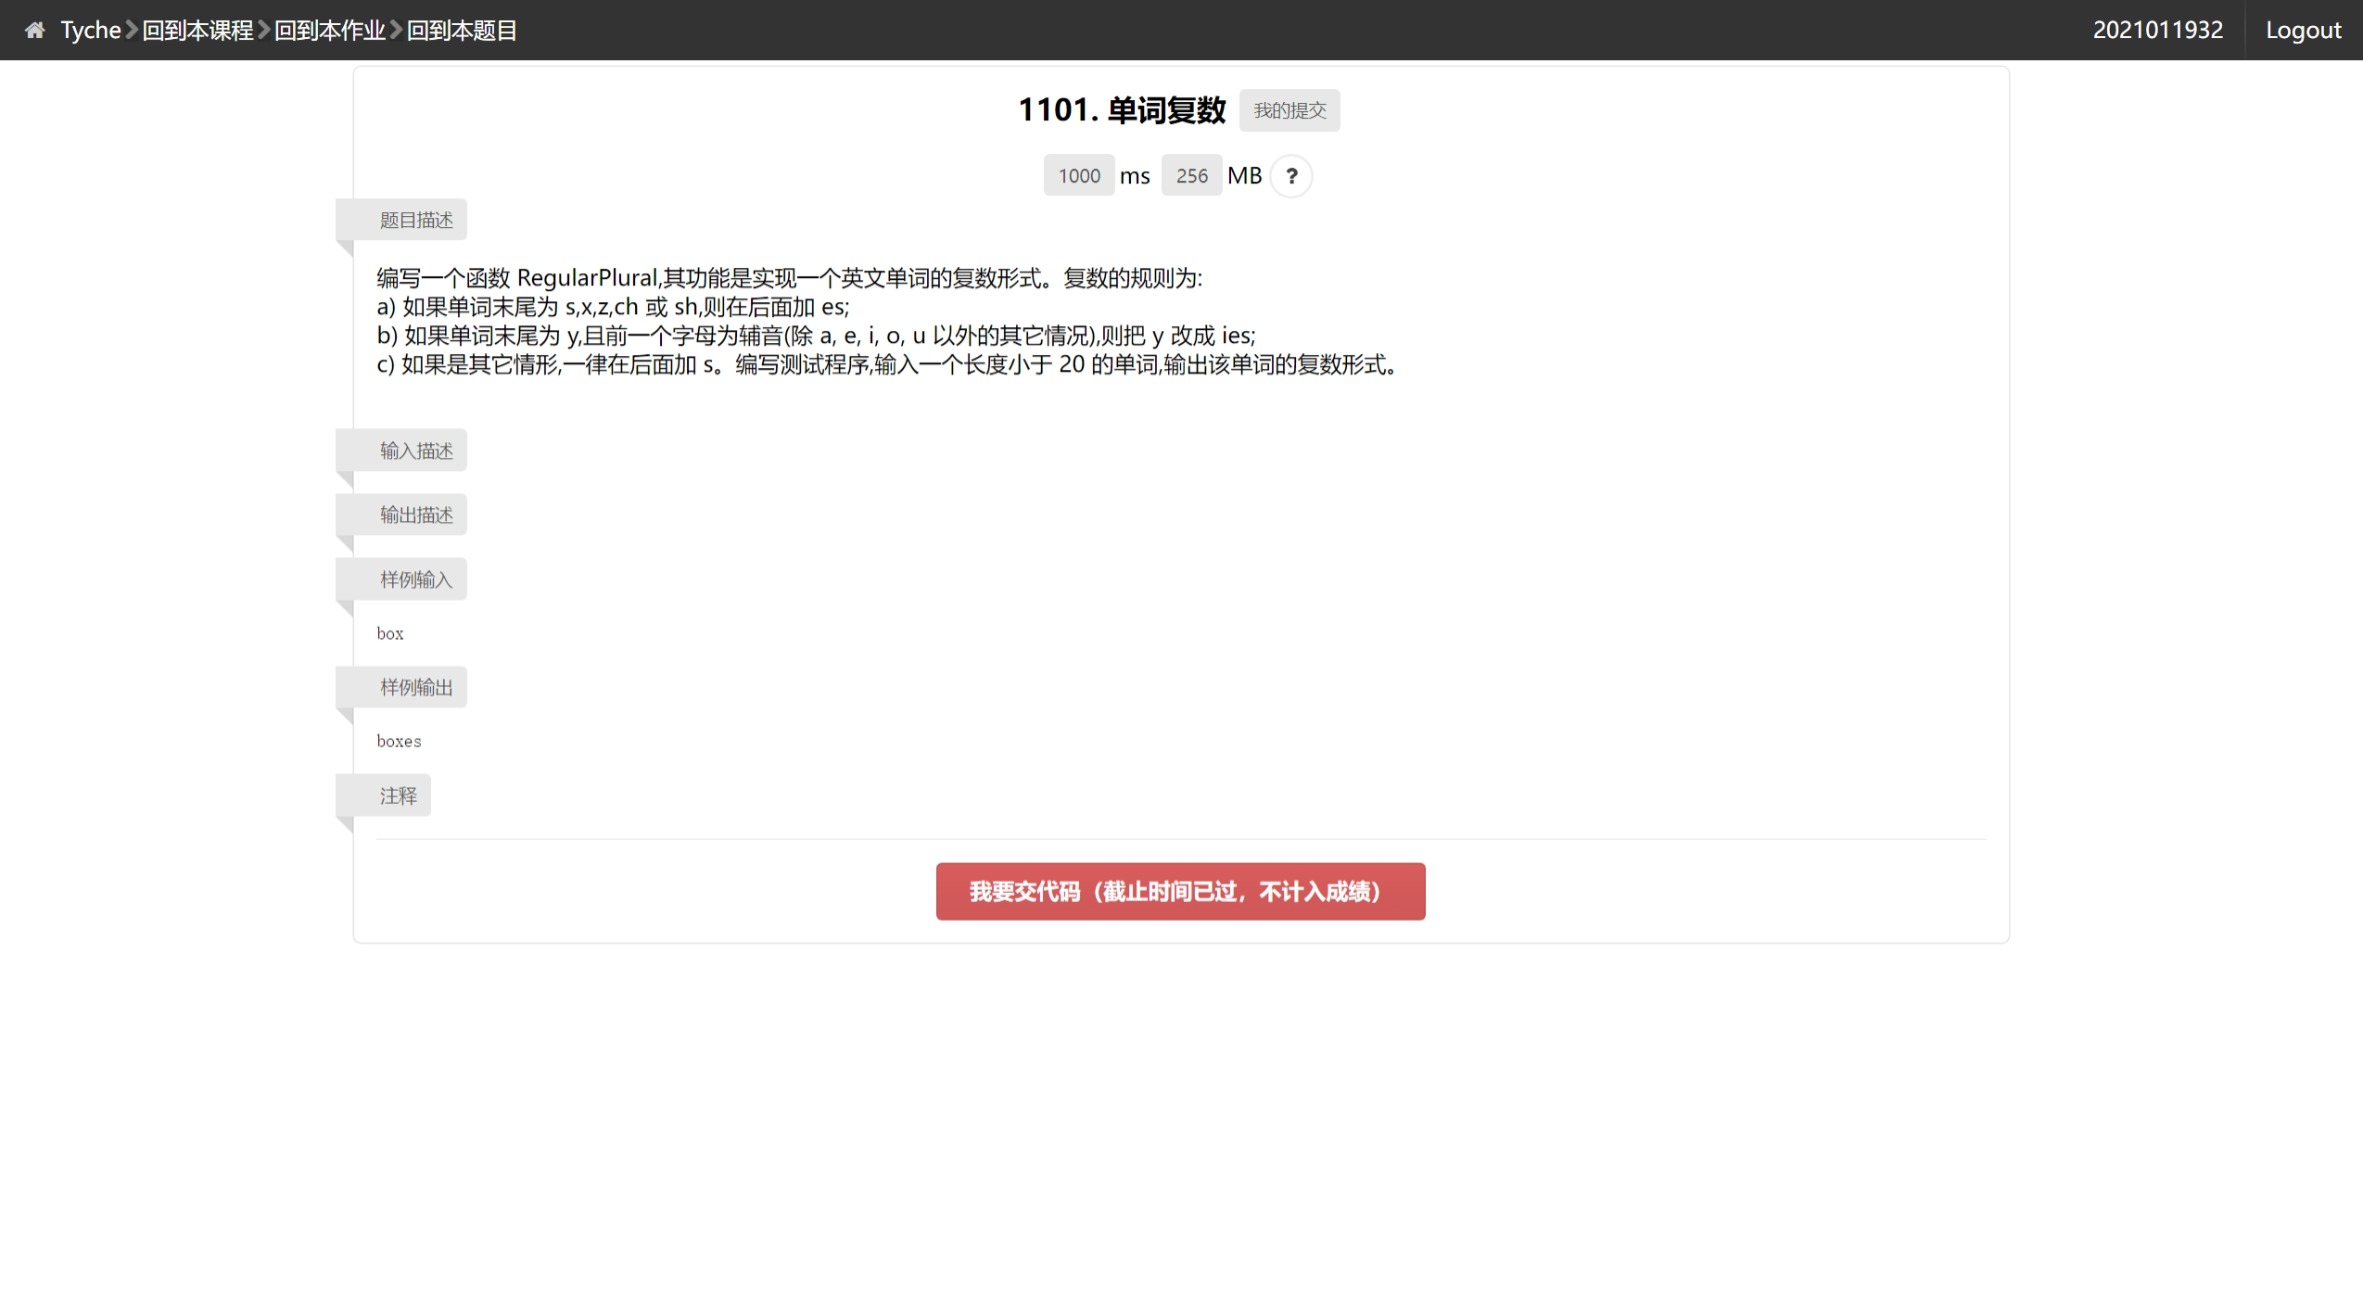 Tyche 回到本课程 回到本作业 回到本题目 2021011932 Logout
1101. 单词复数 我的提交
1000 ms 256 MB ?
题目描述
编写一个函数 RegularPlural,其功能是实现一个英文单词的复数形式。复数的规则为:
a) 如果单词末尾为 s,x,z,ch 或 sh,则在后面加 es;
b) 如果单词末尾为 y,且前一个字母为辅音(除 a, e, i, o, u 以外的其它情况),则把 y 改成 ies;
c) 如果是其它情形,一律在后面加 s。编写测试程序,输入一个长度小于 20 的单词,输出该单词的复数形式。
输入描述
输出描述
样例输入
box
样例输出
boxes
注释
我要交代码（截止时间已过，不计入成绩）